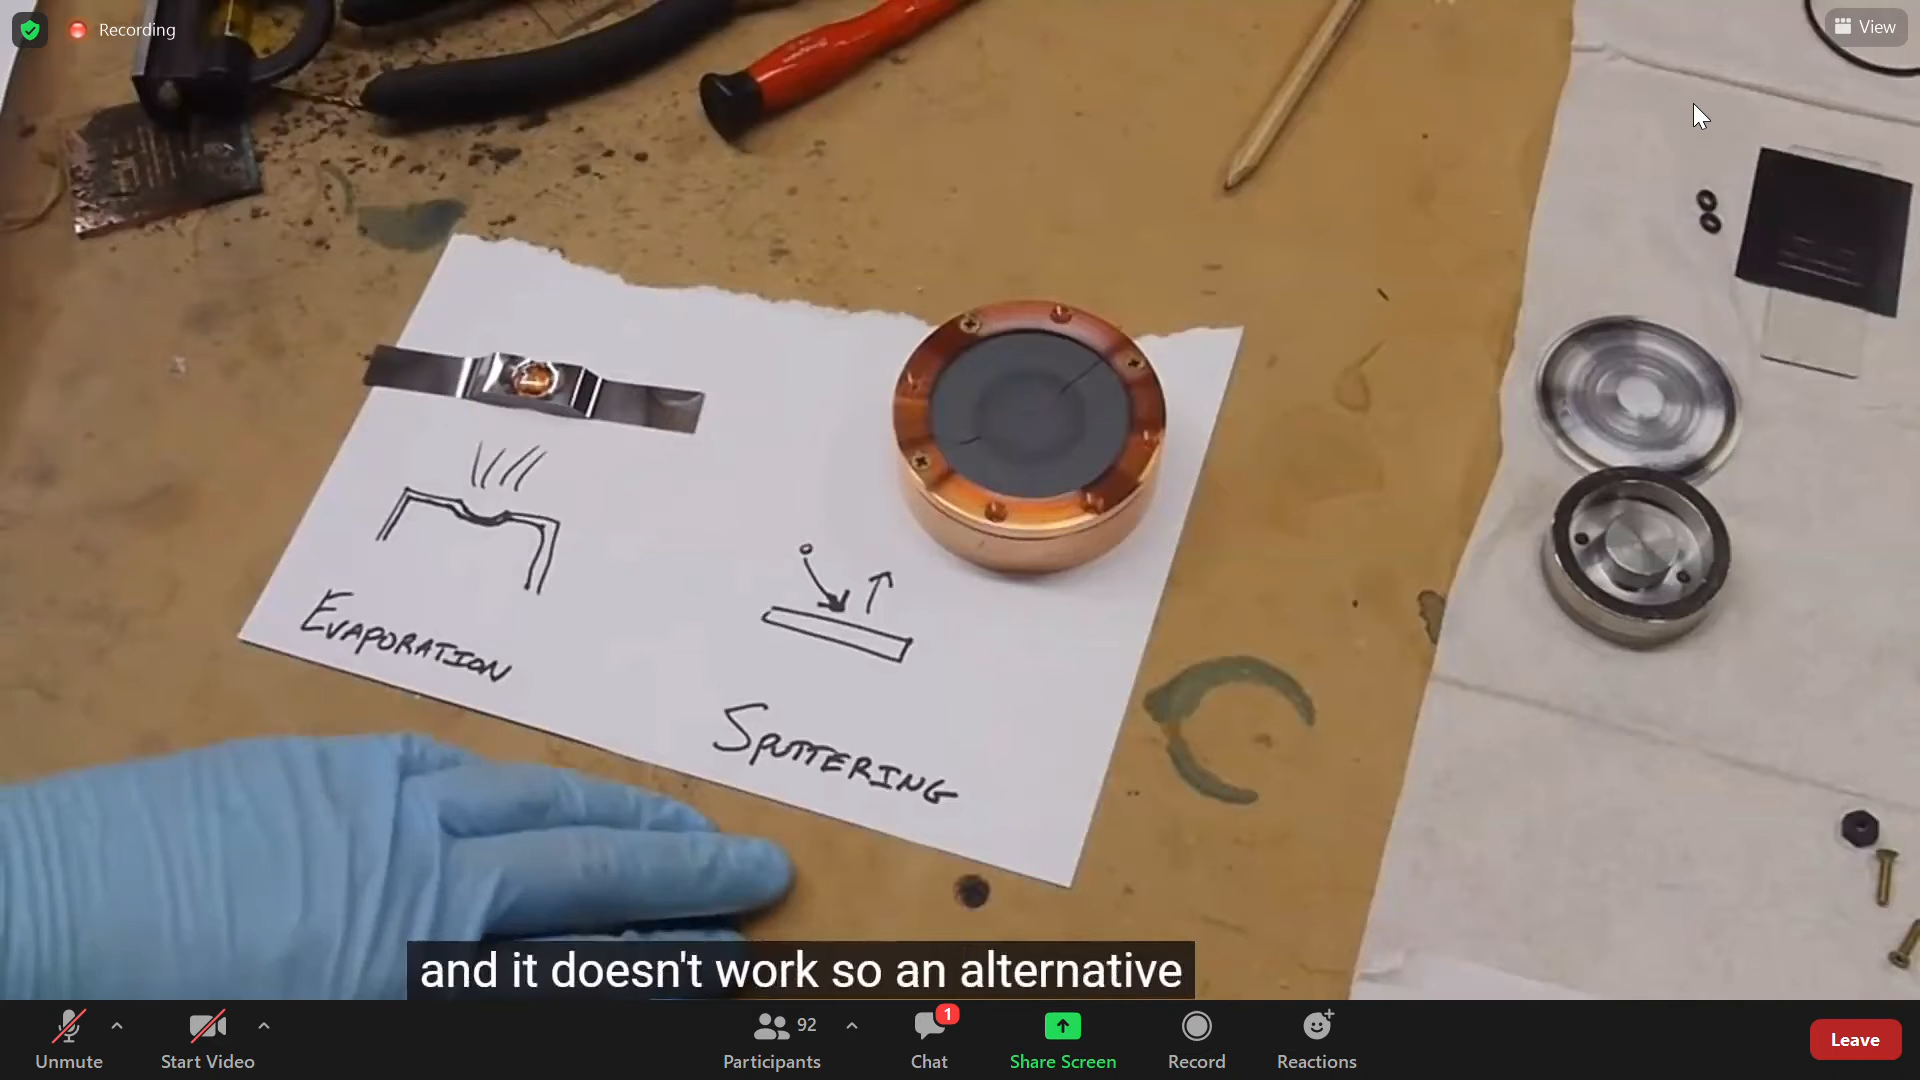 Recording
View
EVAPORATION
SPUTTERING
and it doesn't work so an alternative
Unmute
Start Video
92
Participants
1
Chat
Share Screen
Record
Reactions
Leave